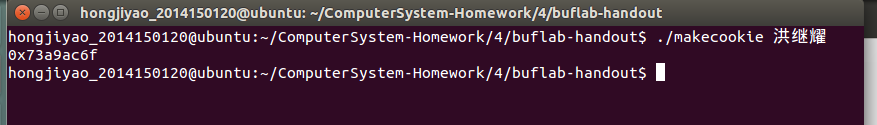 hongjiyao_2014150120@ubuntu: ~/ComputerSystem-Homework/4/buflab-handout
hongjiyao_2014150120@ubuntu:~/ComputerSystem-Homework/4/buflab-handout$ ./makecookie 洪继耀
0x73a9ac6f
hongjiyao_2014150120@ubuntu:~/ComputerSystem-Homework/4/buflab-handout$